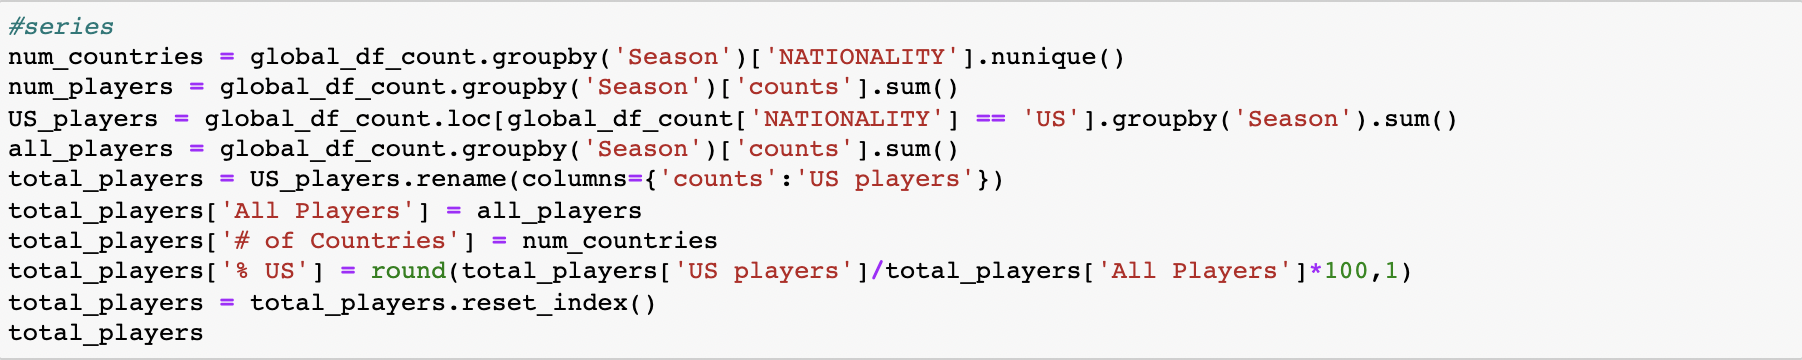 #series
num_countries = global_df_count.groupby('Season')['NATIONALITY'].nunique()
num_players = global_df_count.groupby('Season')['counts'].sum()
US_players = global_df_count.loc[global_df_count['NATIONALITY'] == 'US'].groupby('Season').sum()
all_players = global_df_count.groupby('Season')['counts'].sum()
total_players = US_players.rename(columns={'counts':'US players'})
total_players['All Players'] = all_players
total_players['# of Countries'] = num_countries
total_players['% US'] = round(total_players['US players']/total_players['All Players']*100,1)
total_players = total_players.reset_index()
total_players